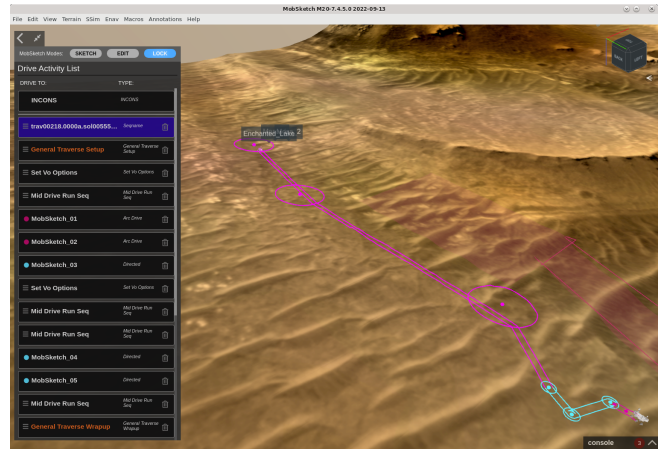 MobSketch M20-7.4.5.0 2022-09-13
File Edit View Terrain SSim Enav Macros Annotations Help
MobSketch Modes: SKETCH EDIT LOCK
Drive Activity List
DRIVE TO: TYPE:
INCONS INCONS
trav00218.0000a.sol00555... Seqname
General Traverse Setup General Traverse Setup
Set Vo Options Set Vo Options
Mid Drive Run Seq Mid Drive Run Seq
MobSketch_01 Arc Drive
MobSketch_02 Arc Drive
MobSketch_03 Directed
Set Vo Options Set Vo Options
Mid Drive Run Seq Mid Drive Run Seq
Mid Drive Run Seq Mid Drive Run Seq
MobSketch_04 Directed
MobSketch_05 Directed
Mid Drive Run Seq Mid Drive Run Seq
General Traverse Wrapup General Traverse Wrapup
Enchanted_Lake 2
console 3